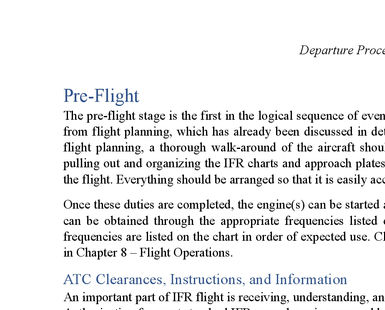 Departure Proce
Pre-Flight
The pre-flight stage is the first in the logical sequence of even
from flight planning, which has already been discussed in det
flight planning, a thorough walk-around of the aircraft shou
pulling out and organizing the IFR charts and approach plates
the flight. Everything should be arranged so that it is easily acc
Once these duties are completed, the engine(s) can be started a
can be obtained through the appropriate frequencies listed o
frequencies are listed on the chart in order of expected use. Cl
in Chapter 8 – Flight Operations.
ATC Clearances, Instructions, and Information
An important part of IFR flight is receiving, understanding, an